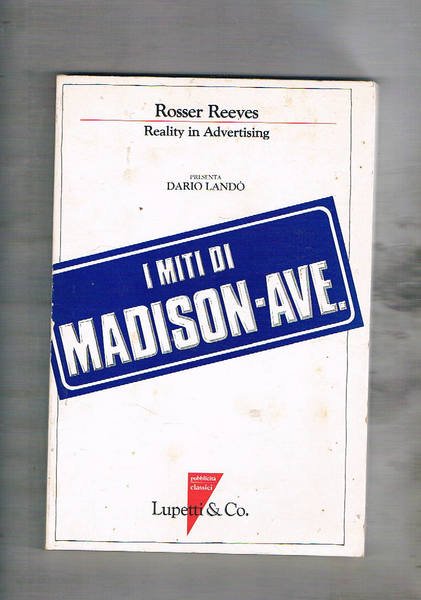 Rosser Reeves
Reality in Advertising
PRESENTA
DARIO LANDÒ
I MITI DI
MADISON-AVE.
pubblicità
classici
Lupetti & Co.